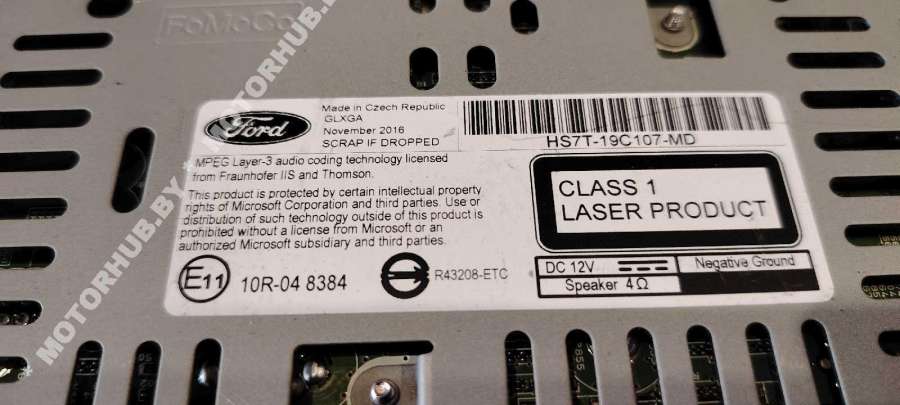 FoMoCo
Ford
Made in Czech Republic
GLXGA
November 2016
SCRAP IF DROPPED
HS7T-19C107-MD
MPEG Layer-3 audio coding technology licensed
from Fraunhofer IIS and Thomson.
This product is protected by certain intellectual property
rights of Microsoft Corporation and third parties. Use or
distribution of such technology outside of this product is
prohibited without a license from Microsoft or an
authorized Microsoft subsidiary and third parties.
CLASS 1
LASER PRODUCT
E11
10R-04 8384
R43208-ETC
DC 12V
Negative Ground
Speaker 4Ω
MOTORHUB.BY * MOTORHUB.BY
*855